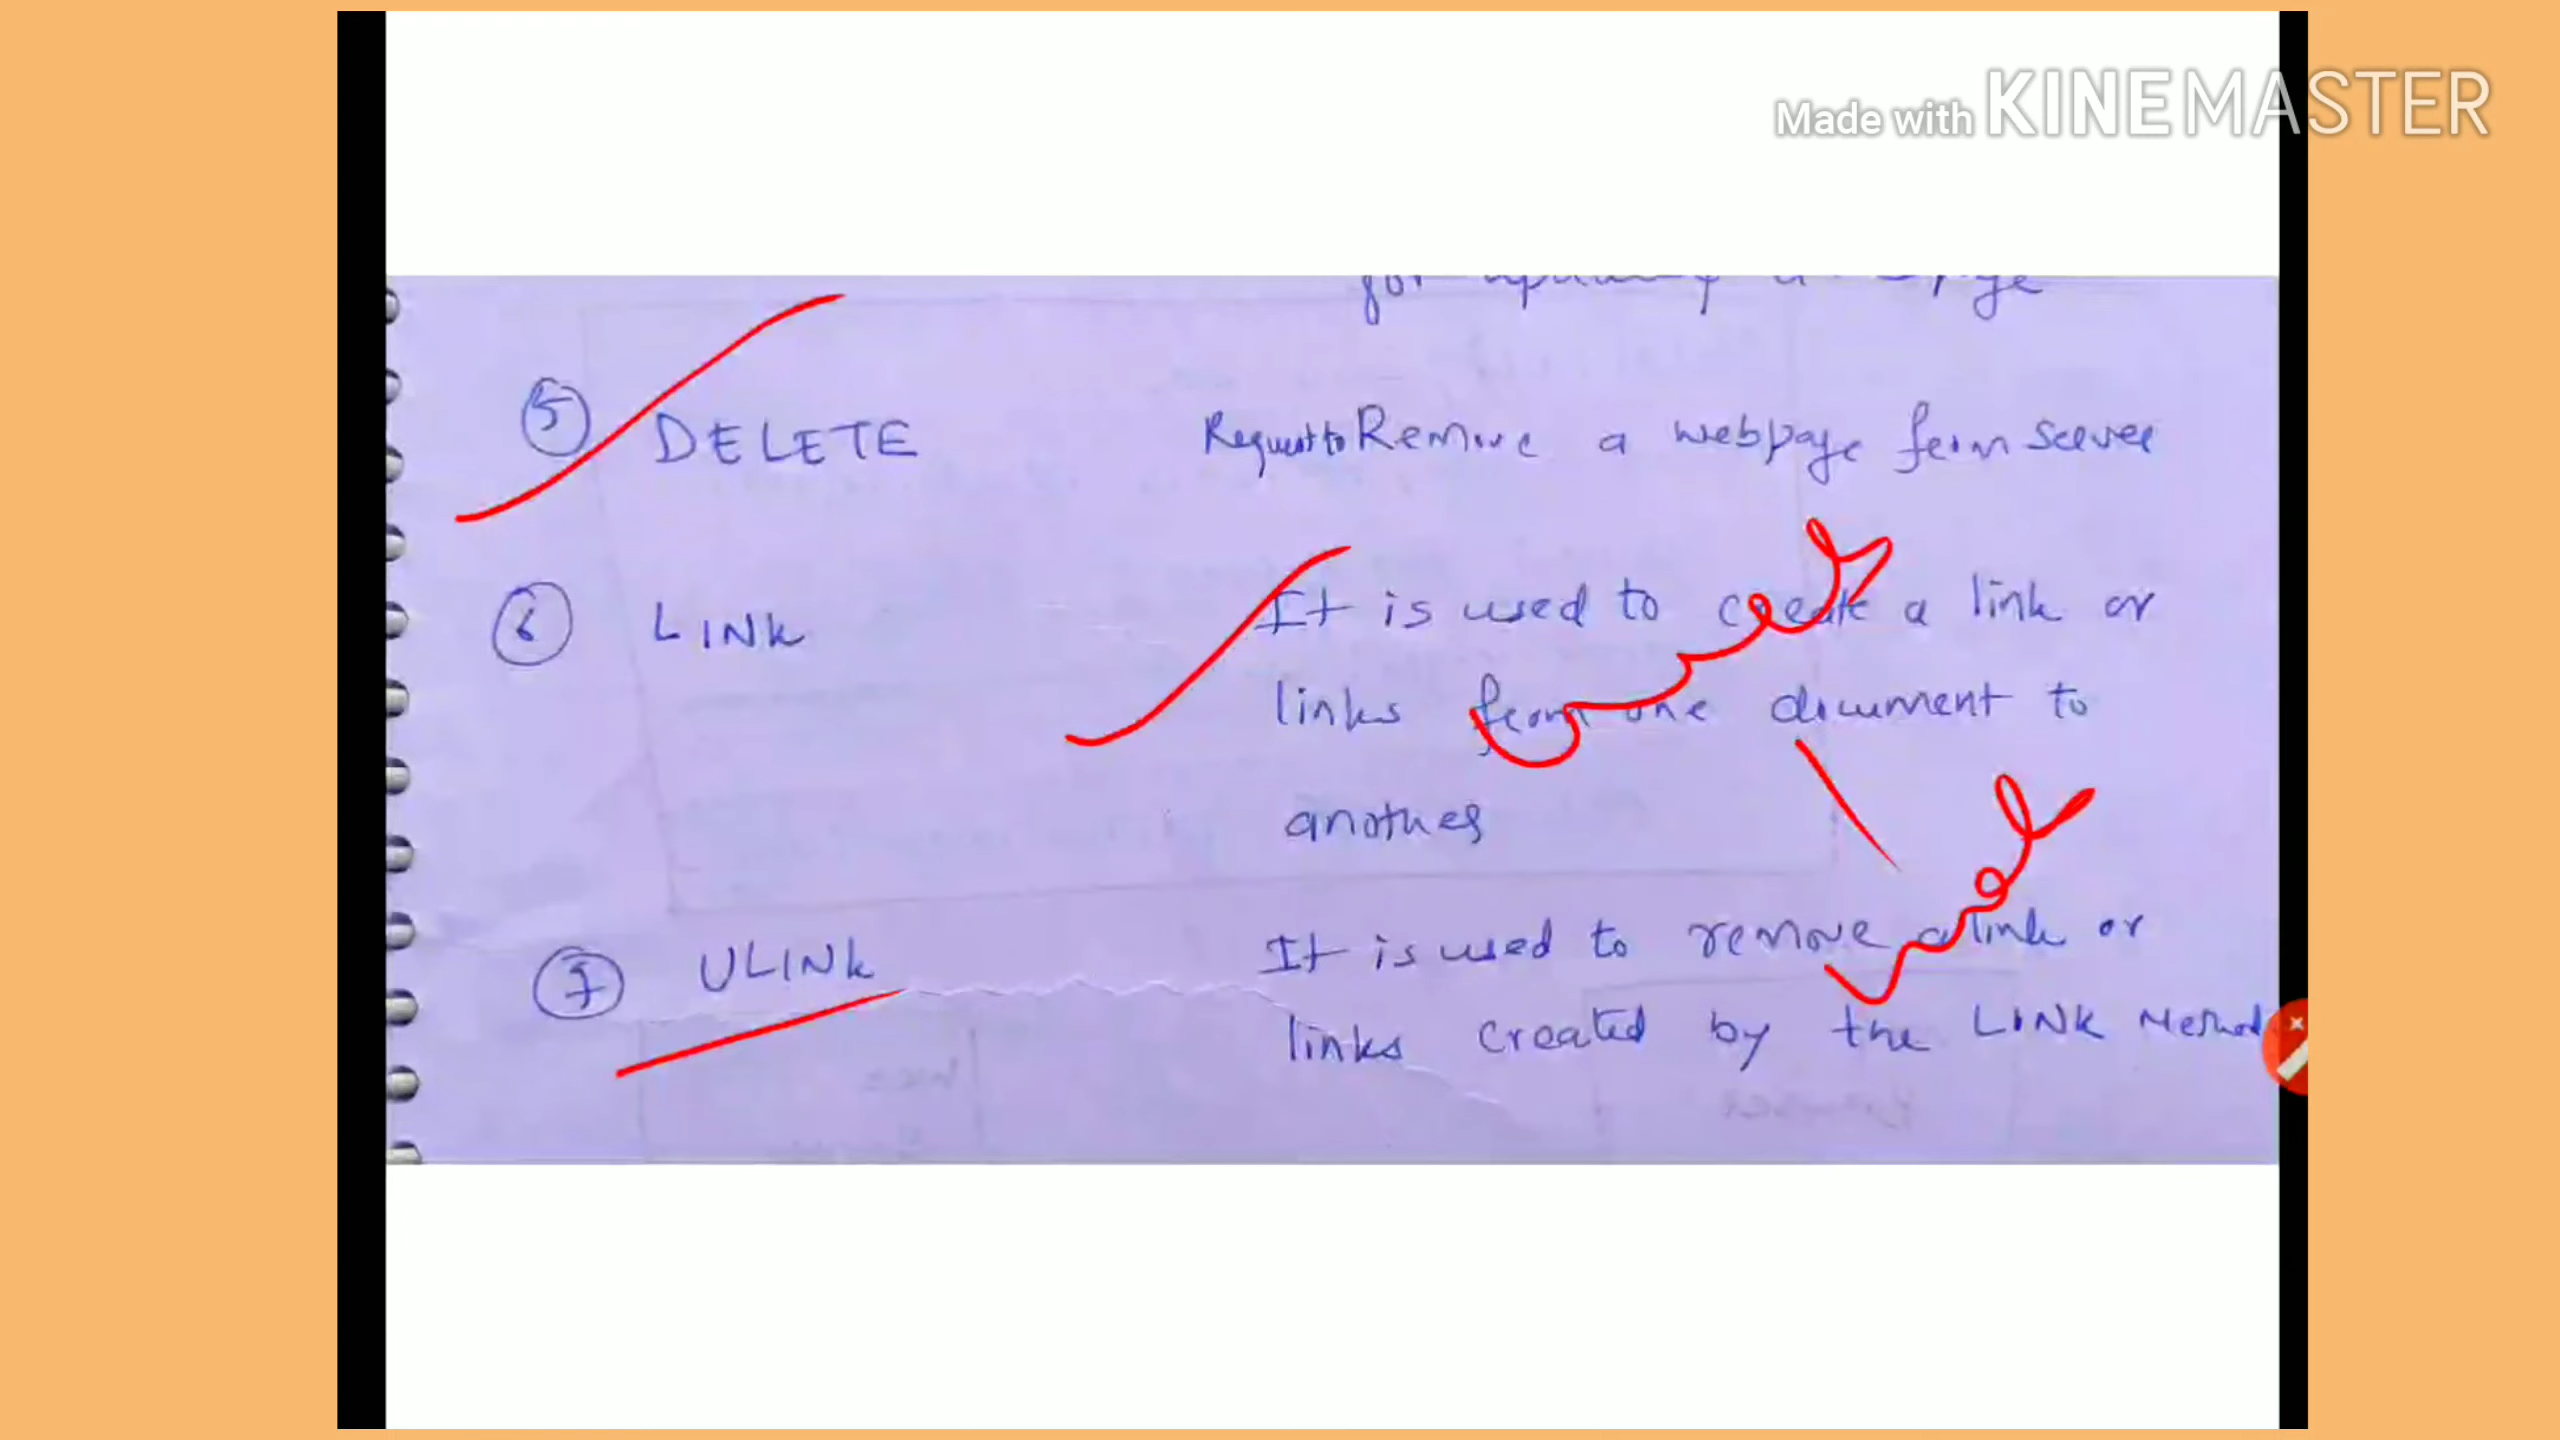 Made with KINEMASTER
for
5 DELETE Request to Remove a webpage from server
6 LINK It is used to create a link or
links from one document to
another
7 ULINK It is used to remove a link or
links created by the LINK Method